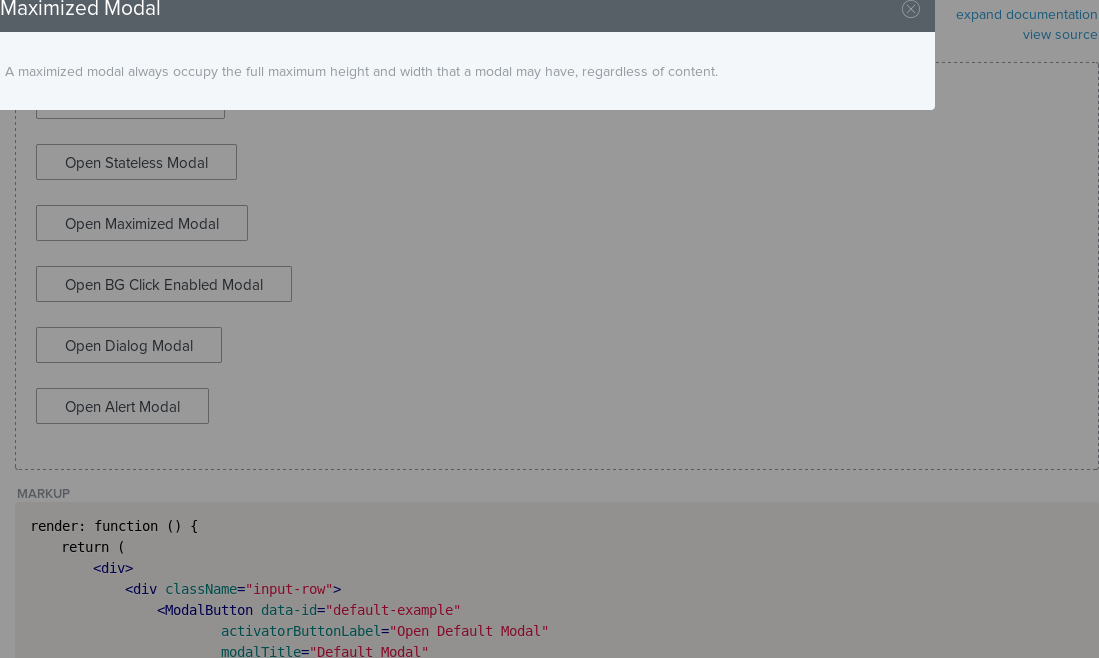 Maximized Modal
expand documentation
view source
A maximized modal always occupy the full maximum height and width that a modal may have, regardless of content.
Open Stateless Modal
Open Maximized Modal
Open BG Click Enabled Modal
Open Dialog Modal
Open Alert Modal
MARKUP
render: function () {
return (
<div>
<div className="input-row">
<ModalButton data-id="default-example"
activatorButtonLabel="Open Default Modal"
modalTitle="Default Modal"